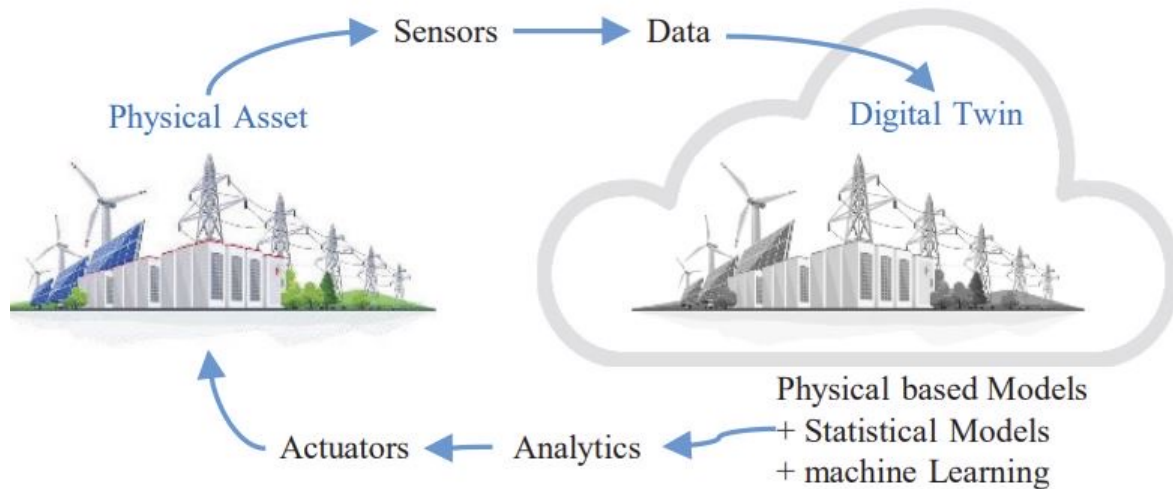 Sensors
Data
Physical Asset
Digital Twin
Physical based Models
+ Statistical Models
+ machine Learning
Analytics
Actuators